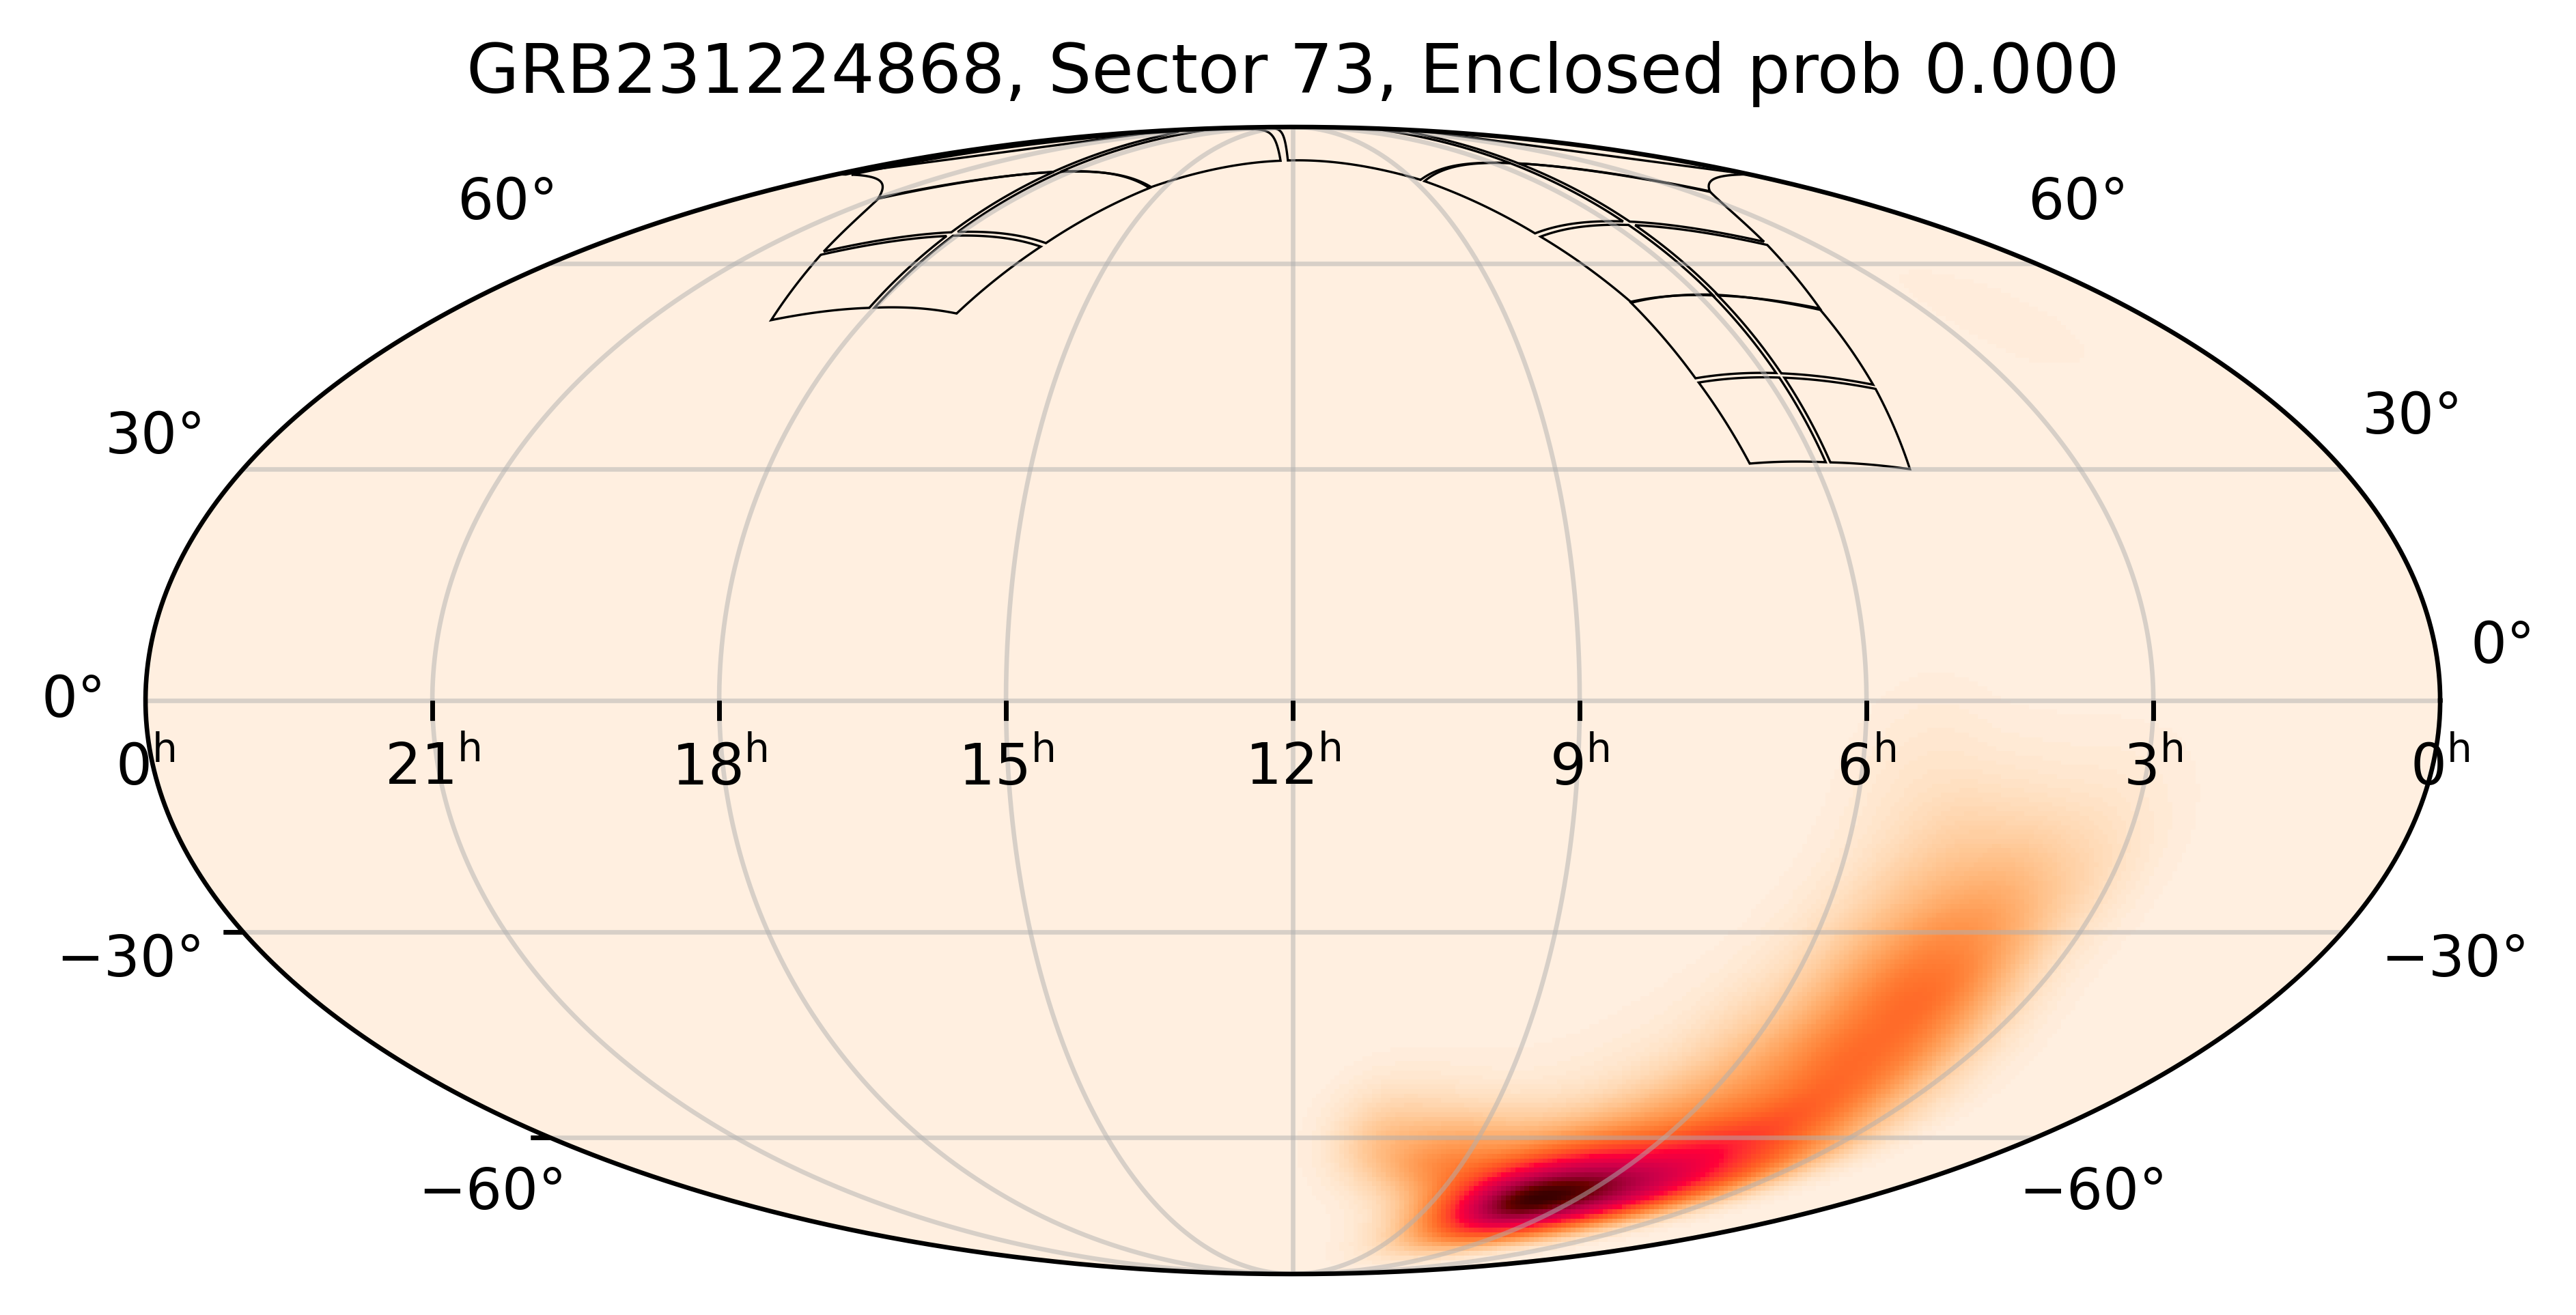 GRB231224868, Sector 73, Enclosed prob 0.000
60° 60°
30° 30°
0° 0°
0ʰ 21ʰ 18ʰ 15ʰ 12ʰ 9ʰ 6ʰ 3ʰ 0ʰ
−30° −30°
−60° −60°